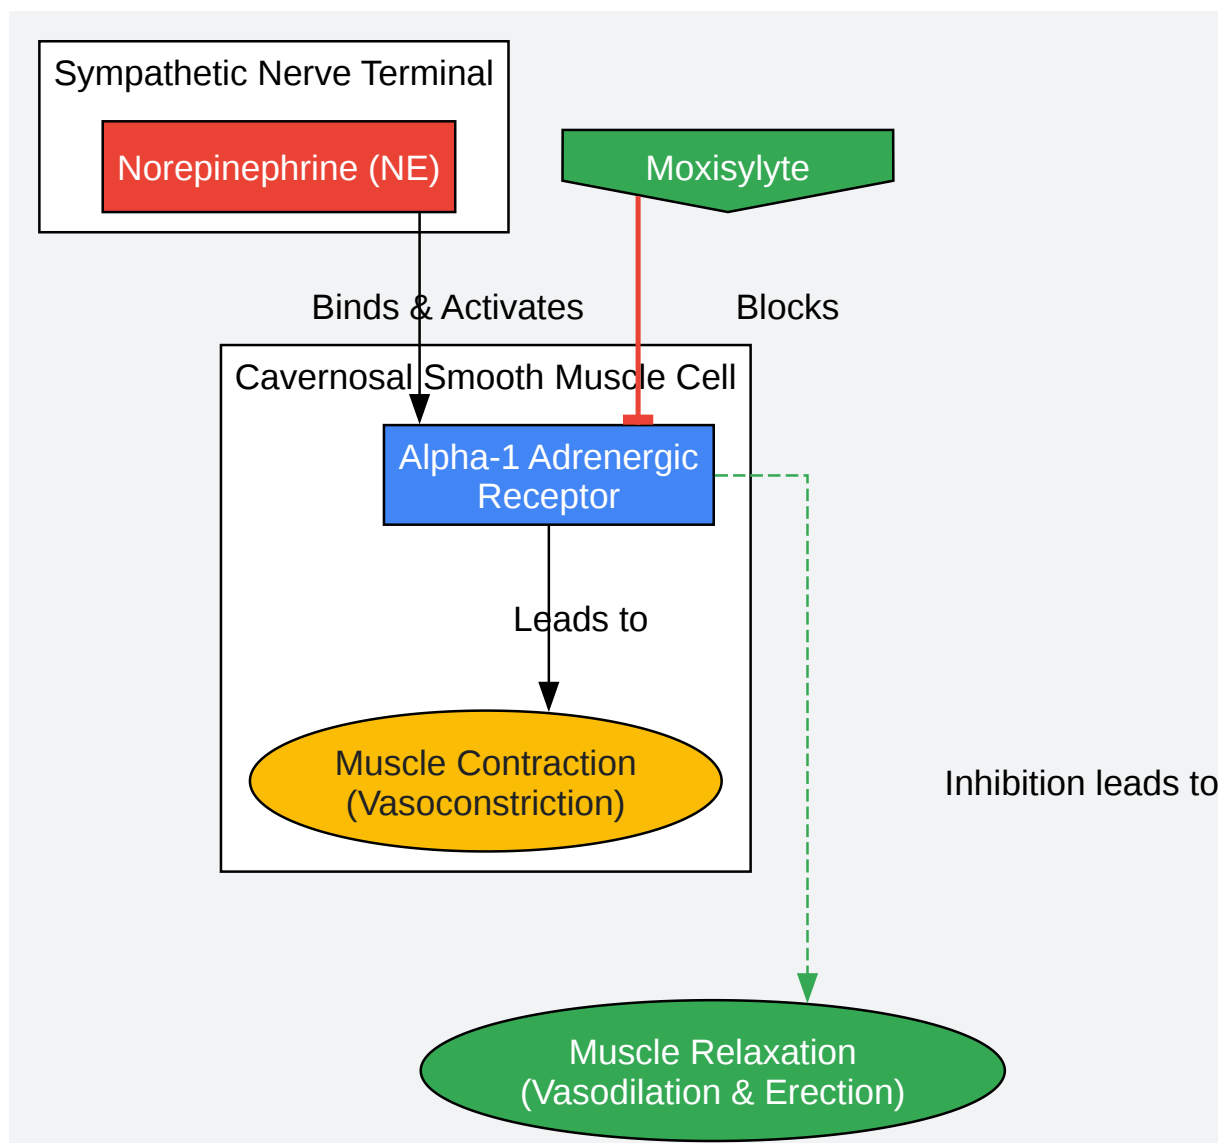 Sympathetic Nerve Terminal
Norepinephrine (NE)
Moxisylyte
Binds & Activates
Blocks
Cavernosal Smooth Muscle Cell
Alpha-1 Adrenergic
Receptor
Leads to
Muscle Contraction
(Vasoconstriction)
Inhibition leads to
Muscle Relaxation
(Vasodilation & Erection)